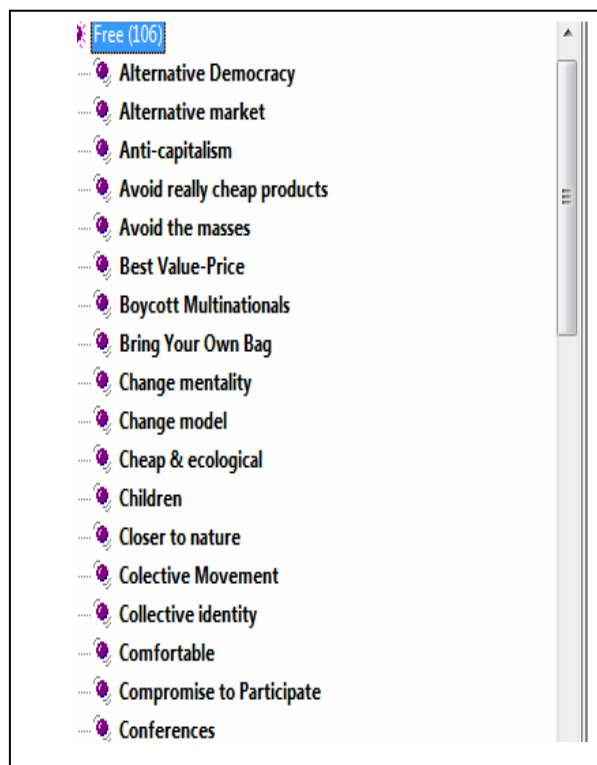 Free (106)
Alternative Democracy
Alternative market
Anti-capitalism
Avoid really cheap products
Avoid the masses
Best Value-Price
Boycott Multinationals
Bring Your Own Bag
Change mentality
Change model
Cheap & ecological
Children
Closer to nature
Colective Movement
Collective identity
Comfortable
Compromise to Participate
Conferences